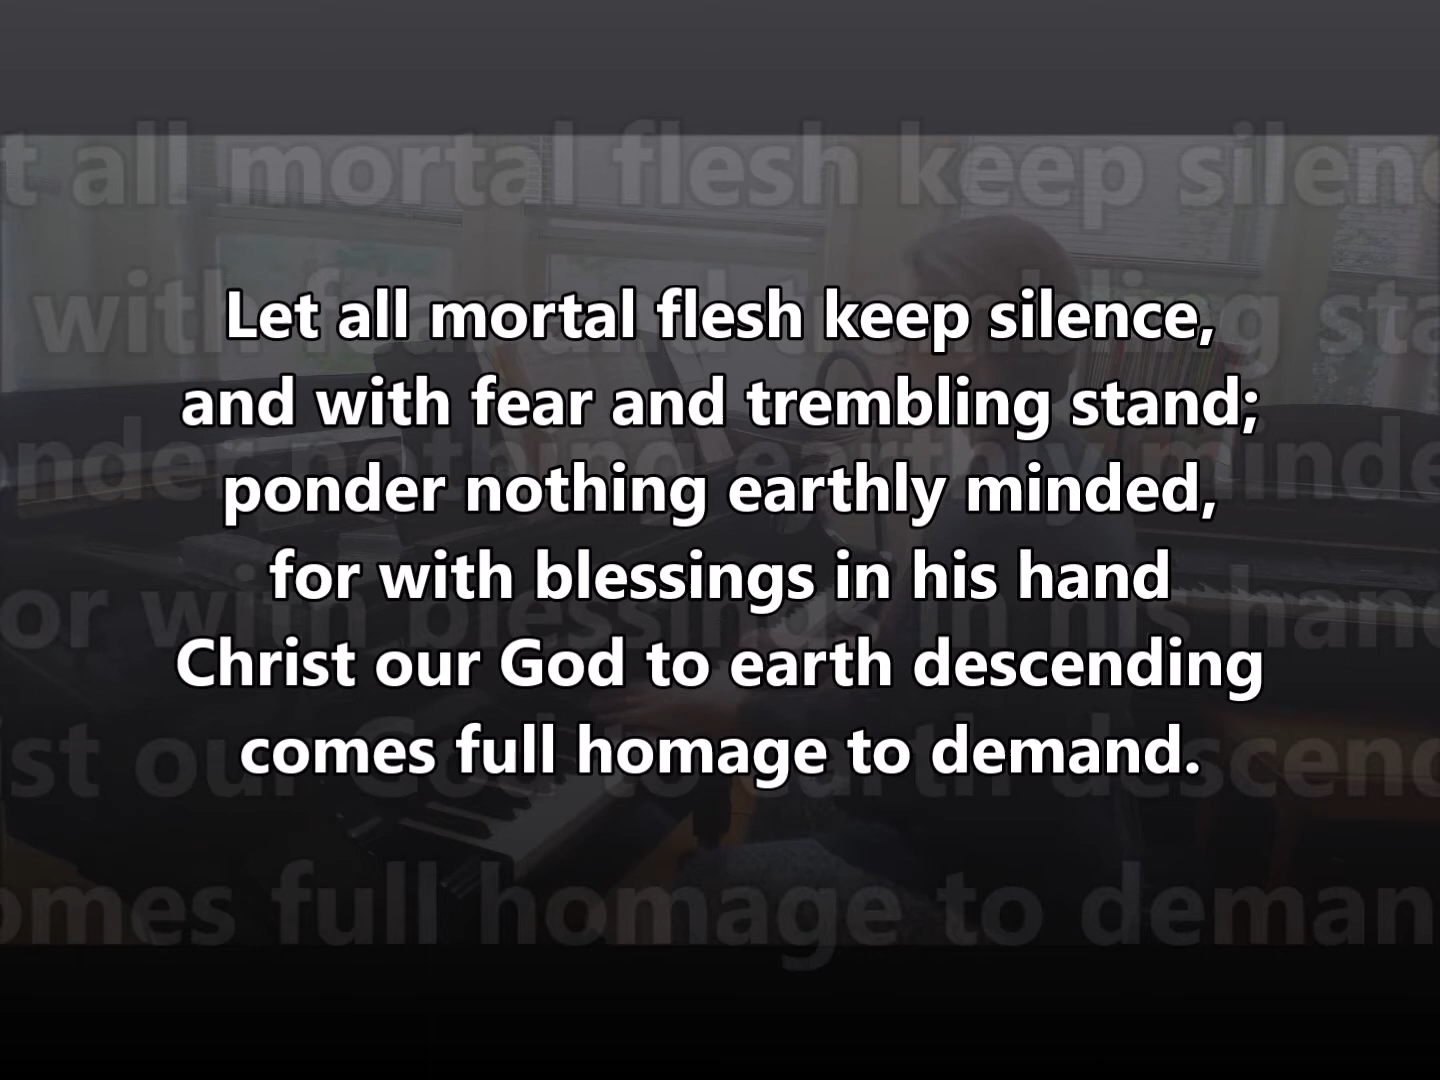 Let all mortal flesh keep silence,
and with fear and trembling stand;
ponder nothing earthly minded,
for with blessings in his hand
Christ our God to earth descending
comes full homage to demand.